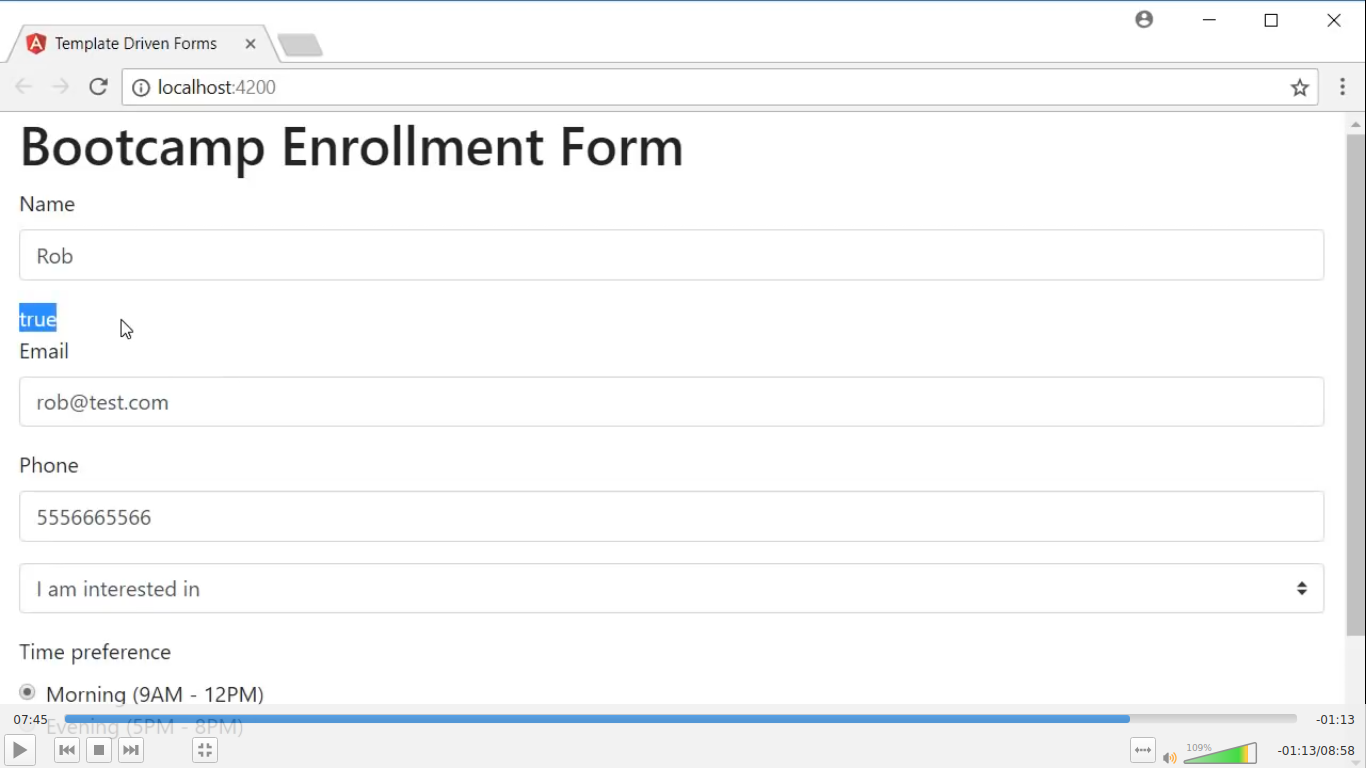 Template Driven Forms
localhost:4200
Bootcamp Enrollment Form
Name
Rob
true
Email
rob@test.com
Phone
5556665566
I am interested in
Time preference
Morning (9AM - 12PM)
Evening (5PM - 8PM)
07:45
-01:13
109%
-01:13/08:58